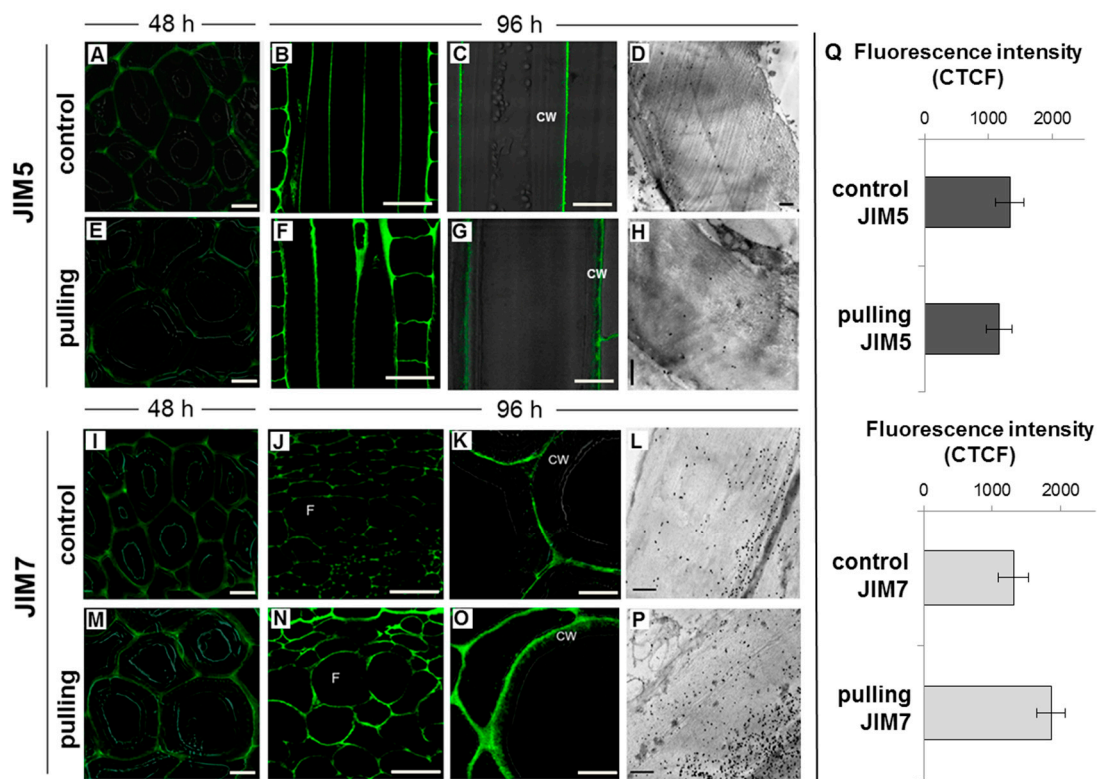 48 h
96 h
JIM5
control
A
B
C
CW
D
pulling
E
F
G
CW
H
48 h
96 h
JIM7
control
I
J
F
K
CW
L
pulling
M
N
F
O
CW
P
Q Fluorescence intensity
(CTCF)
0 1000 2000
control
JIM5
pulling
JIM5
Fluorescence intensity
(CTCF)
0 1000 2000
control
JIM7
pulling
JIM7